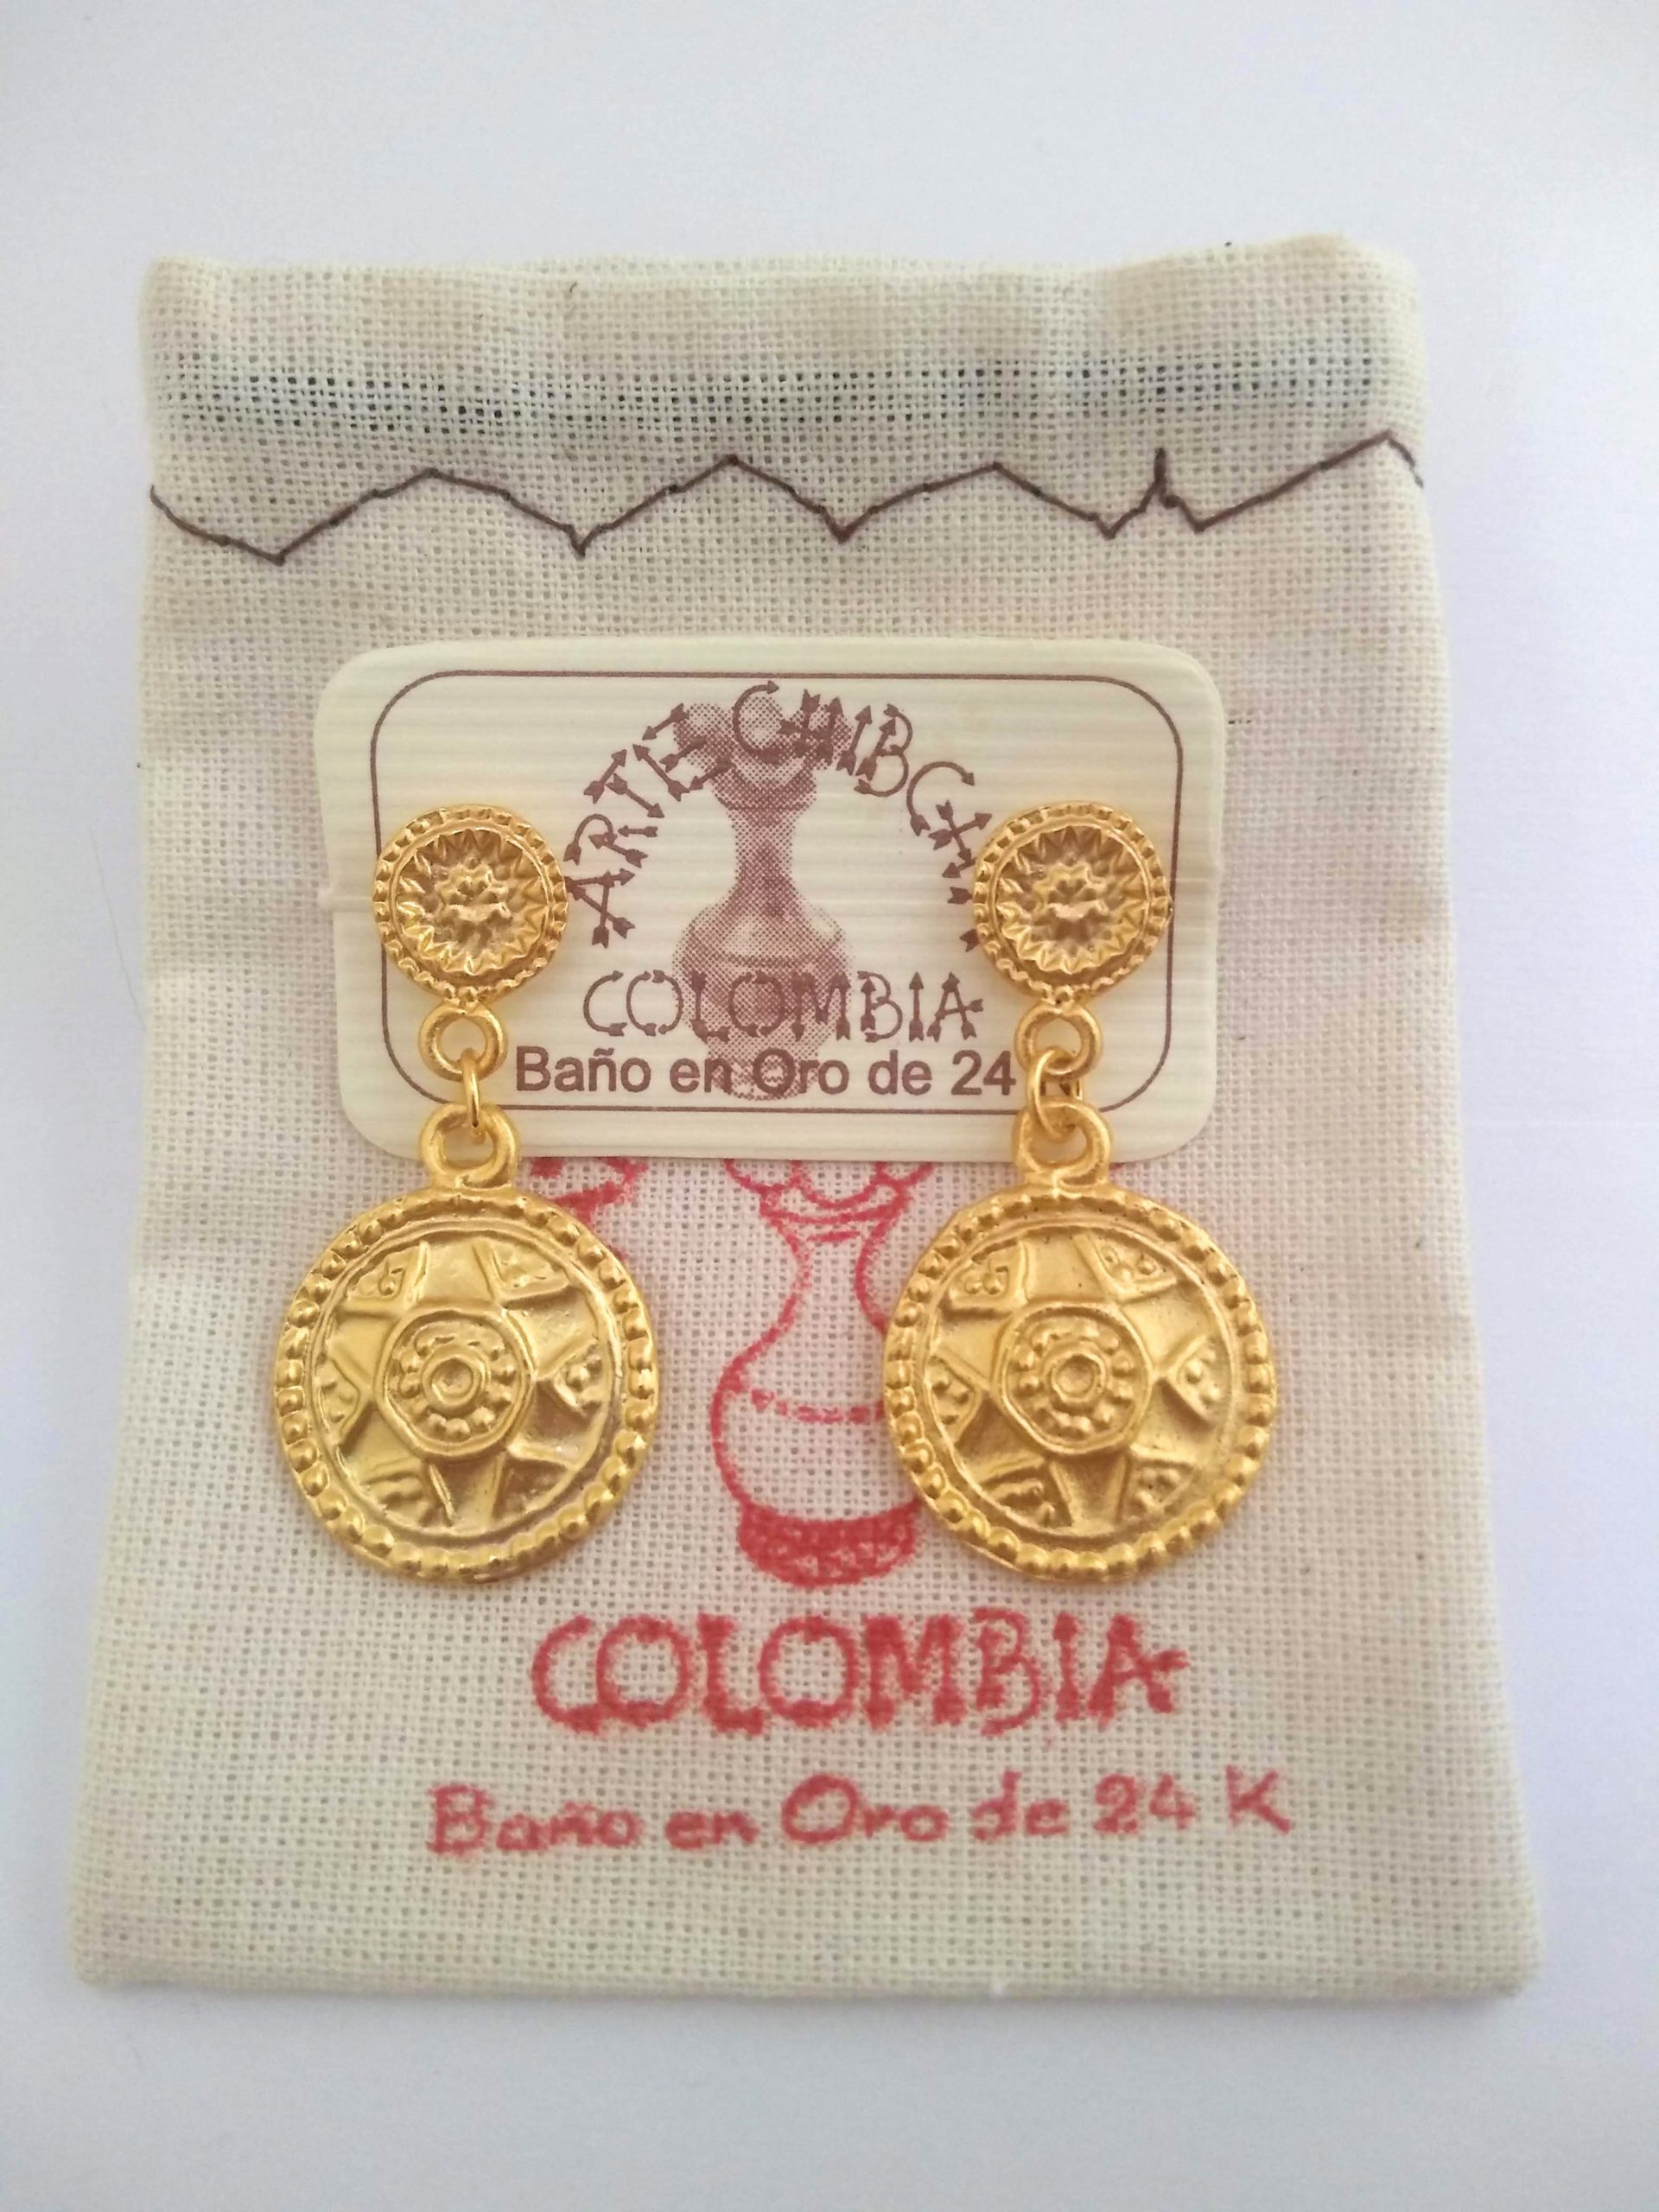 ARTE CHIBCHA
COLOMBIA
Baño en Oro de 24
COLOMBIA
Baño en Oro de 24 K